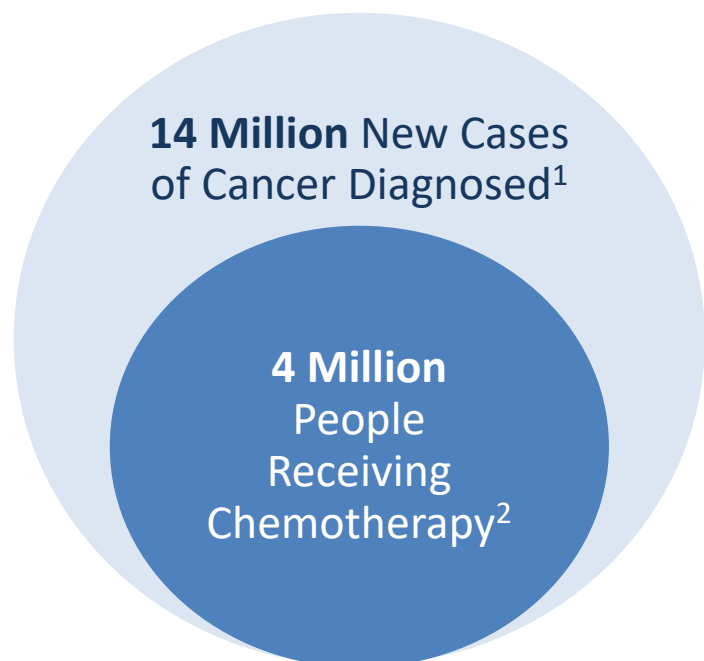 14 Million New Cases
of Cancer Diagnosed1
4 Million
People
Receiving
Chemotherapy2